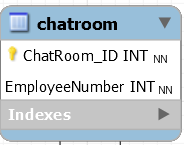 chatroom
ChatRoom_ID INT NN
EmployeeNumber INT NN
Indexes